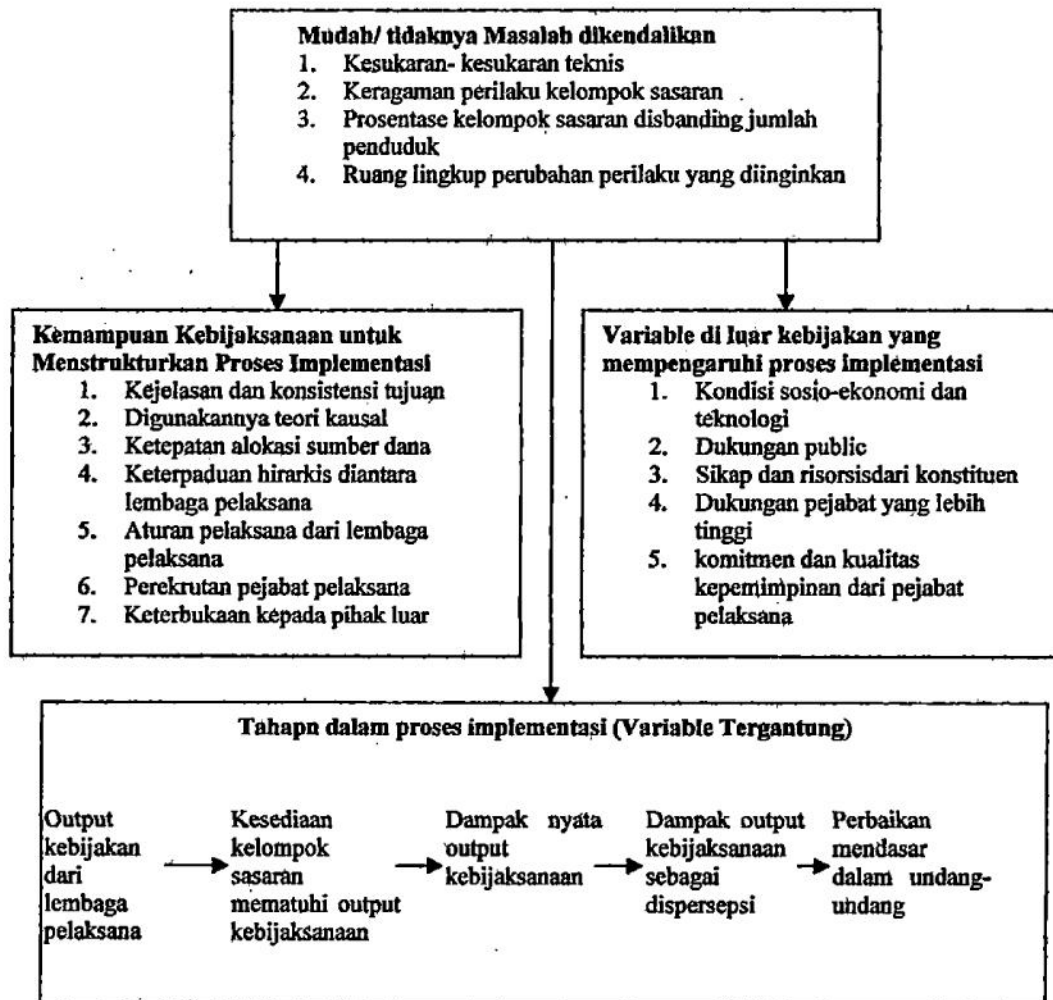 Mudah/ tidaknya Masalah dikendalikan
1. Kesukaran- kesukaran teknis
2. Keragaman perilaku kelompok sasaran
3. Prosentase kelompok sasaran disbanding jumlah
penduduk
4. Ruang lingkup perubahan perilaku yang diinginkan
Kemampuan Kebijaksanaan untuk
Menstrukturkan Proses Implementasi
1. Kejelasan dan konsistensi tujuan
2. Digunakannya teori kausal
3. Ketepatan alokasi sumber dana
4. Keterpaduan hirarkis diantara
lembaga pelaksana
5. Aturan pelaksana dari lembaga
pelaksana
6. Perekrutan pejabat pelaksana
7. Keterbukaan kepada pihak luar
Variable di luar kebijakan yang
mempengaruhi proses implementasi
1. Kondisi sosio-ekonomi dan
teknologi
2. Dukungan public
3. Sikap dan risorsisdari konstituen
4. Dukungan pejabat yang lebih
tinggi
5. komitmen dan kualitas
kepemimpinan dari pejabat
pelaksana
Tahapn dalam proses implementasi (Variable Tergantung)
Output
kebijakan
dari
lembaga
pelaksana
Kesediaan
kelompok
sasaran
mematuhi output
kebijaksanaan
Dampak nyata
output
kebijaksanaan
Dampak output
kebijaksanaan
sebagai
dispersepsi
Perbaikan
mendasar
dalam undang-
undang